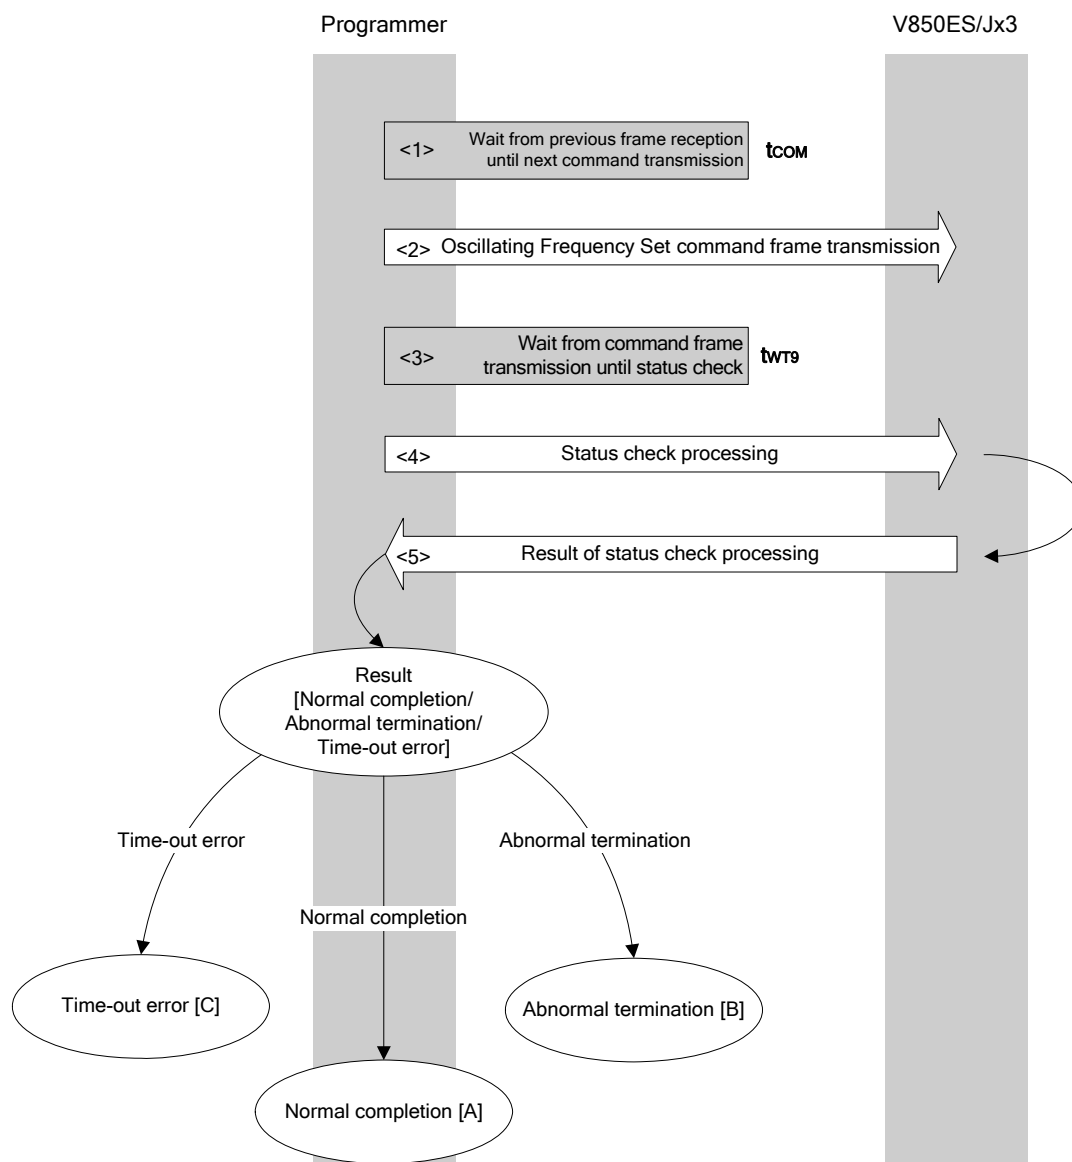 Programmer
V850ES/Jx3
<1>
Wait from previous frame reception
until next command transmission
tCOM
<2>
Oscillating Frequency Set command frame transmission
<3>
Wait from command frame
transmission until status check
tWT9
<4>
Status check processing
<5>
Result of status check processing
Result
[Normal completion/
Abnormal termination/
Time-out error]
Time-out error
Abnormal termination
Normal completion
Time-out error [C]
Abnormal termination [B]
Normal completion [A]